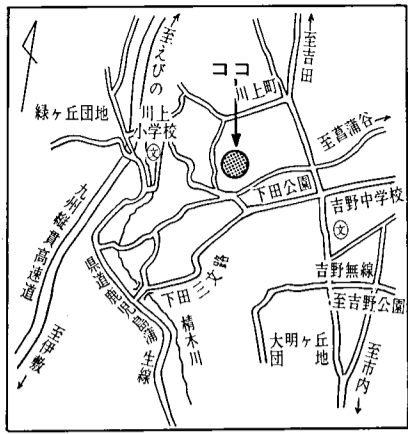 至えびの
ココ
川上町
至吉田
緑ヶ丘団地
川上
小学校
文
至菖蒲谷
下田公園
吉野中学校
文
九州縦貫高速道
下田
三文路
吉野無線
至吉野公園
県道鹿児島蒲生線
棈木川
大明ヶ丘
団地
至伊敷
至市内